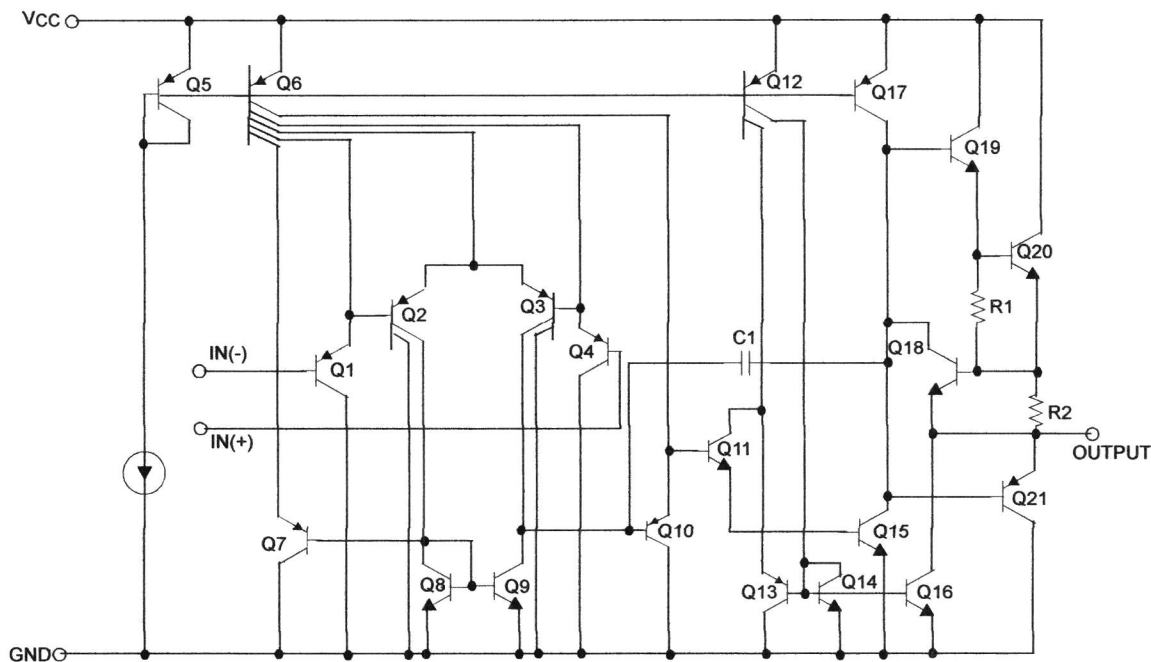 VCC
Q5
Q6
Q12
Q17
Q19
Q20
Q2
Q3
R1
C1
Q18
IN(-)
Q1
Q4
R2
IN(+)
Q11
OUTPUT
Q21
Q10
Q15
Q7
Q8
Q9
Q13
Q14
Q16
GND